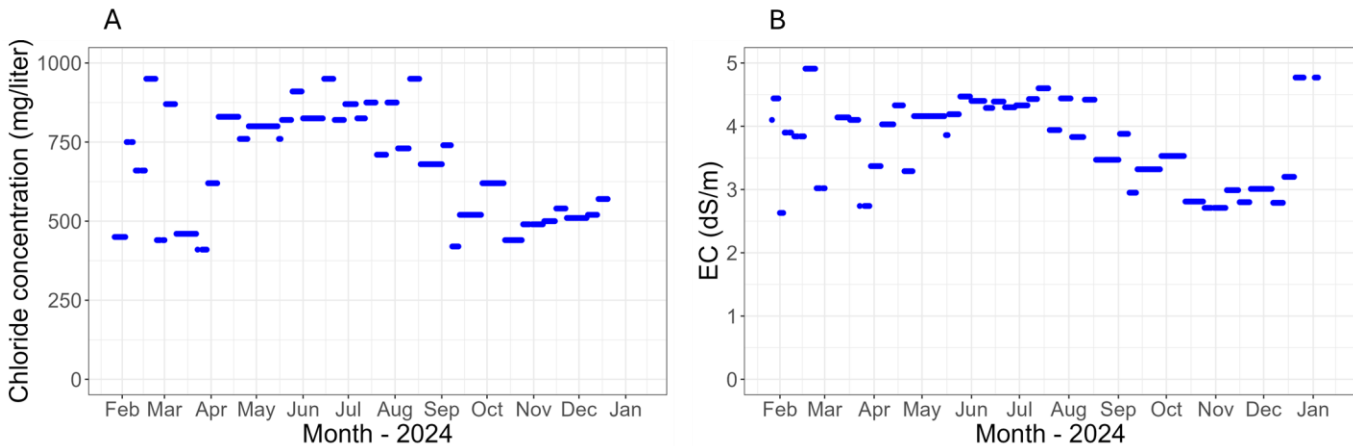 A
Chloride concentration (mg/liter)
1000
750
500
250
0
Feb Mar Apr May Jun Jul Aug Sep Oct Nov Dec Jan
Month - 2024
B
EC (dS/m)
5
4
3
2
1
0
Feb Mar Apr May Jun Jul Aug Sep Oct Nov Dec Jan
Month - 2024